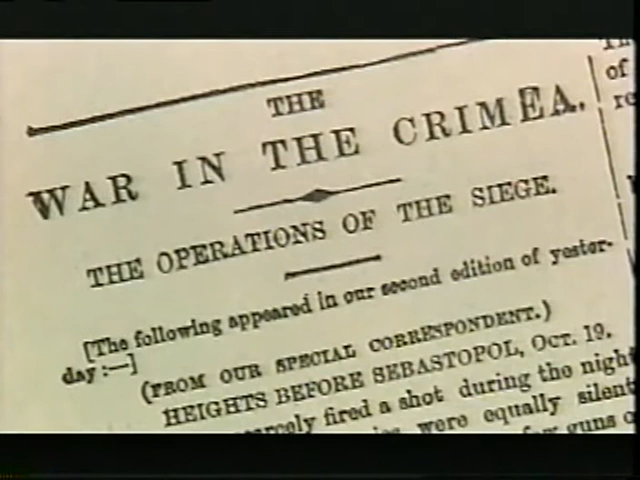 THE
WAR IN THE CRIMEA.
THE OPERATIONS OF THE SIEGE.
[The following appeared in our second edition of yester-
day:—]
(FROM OUR SPECIAL CORRESPONDENT.)
HEIGHTS BEFORE SEBASTOPOL, OCT. 19.
fired a shot during the night
were equally silent
guns
of